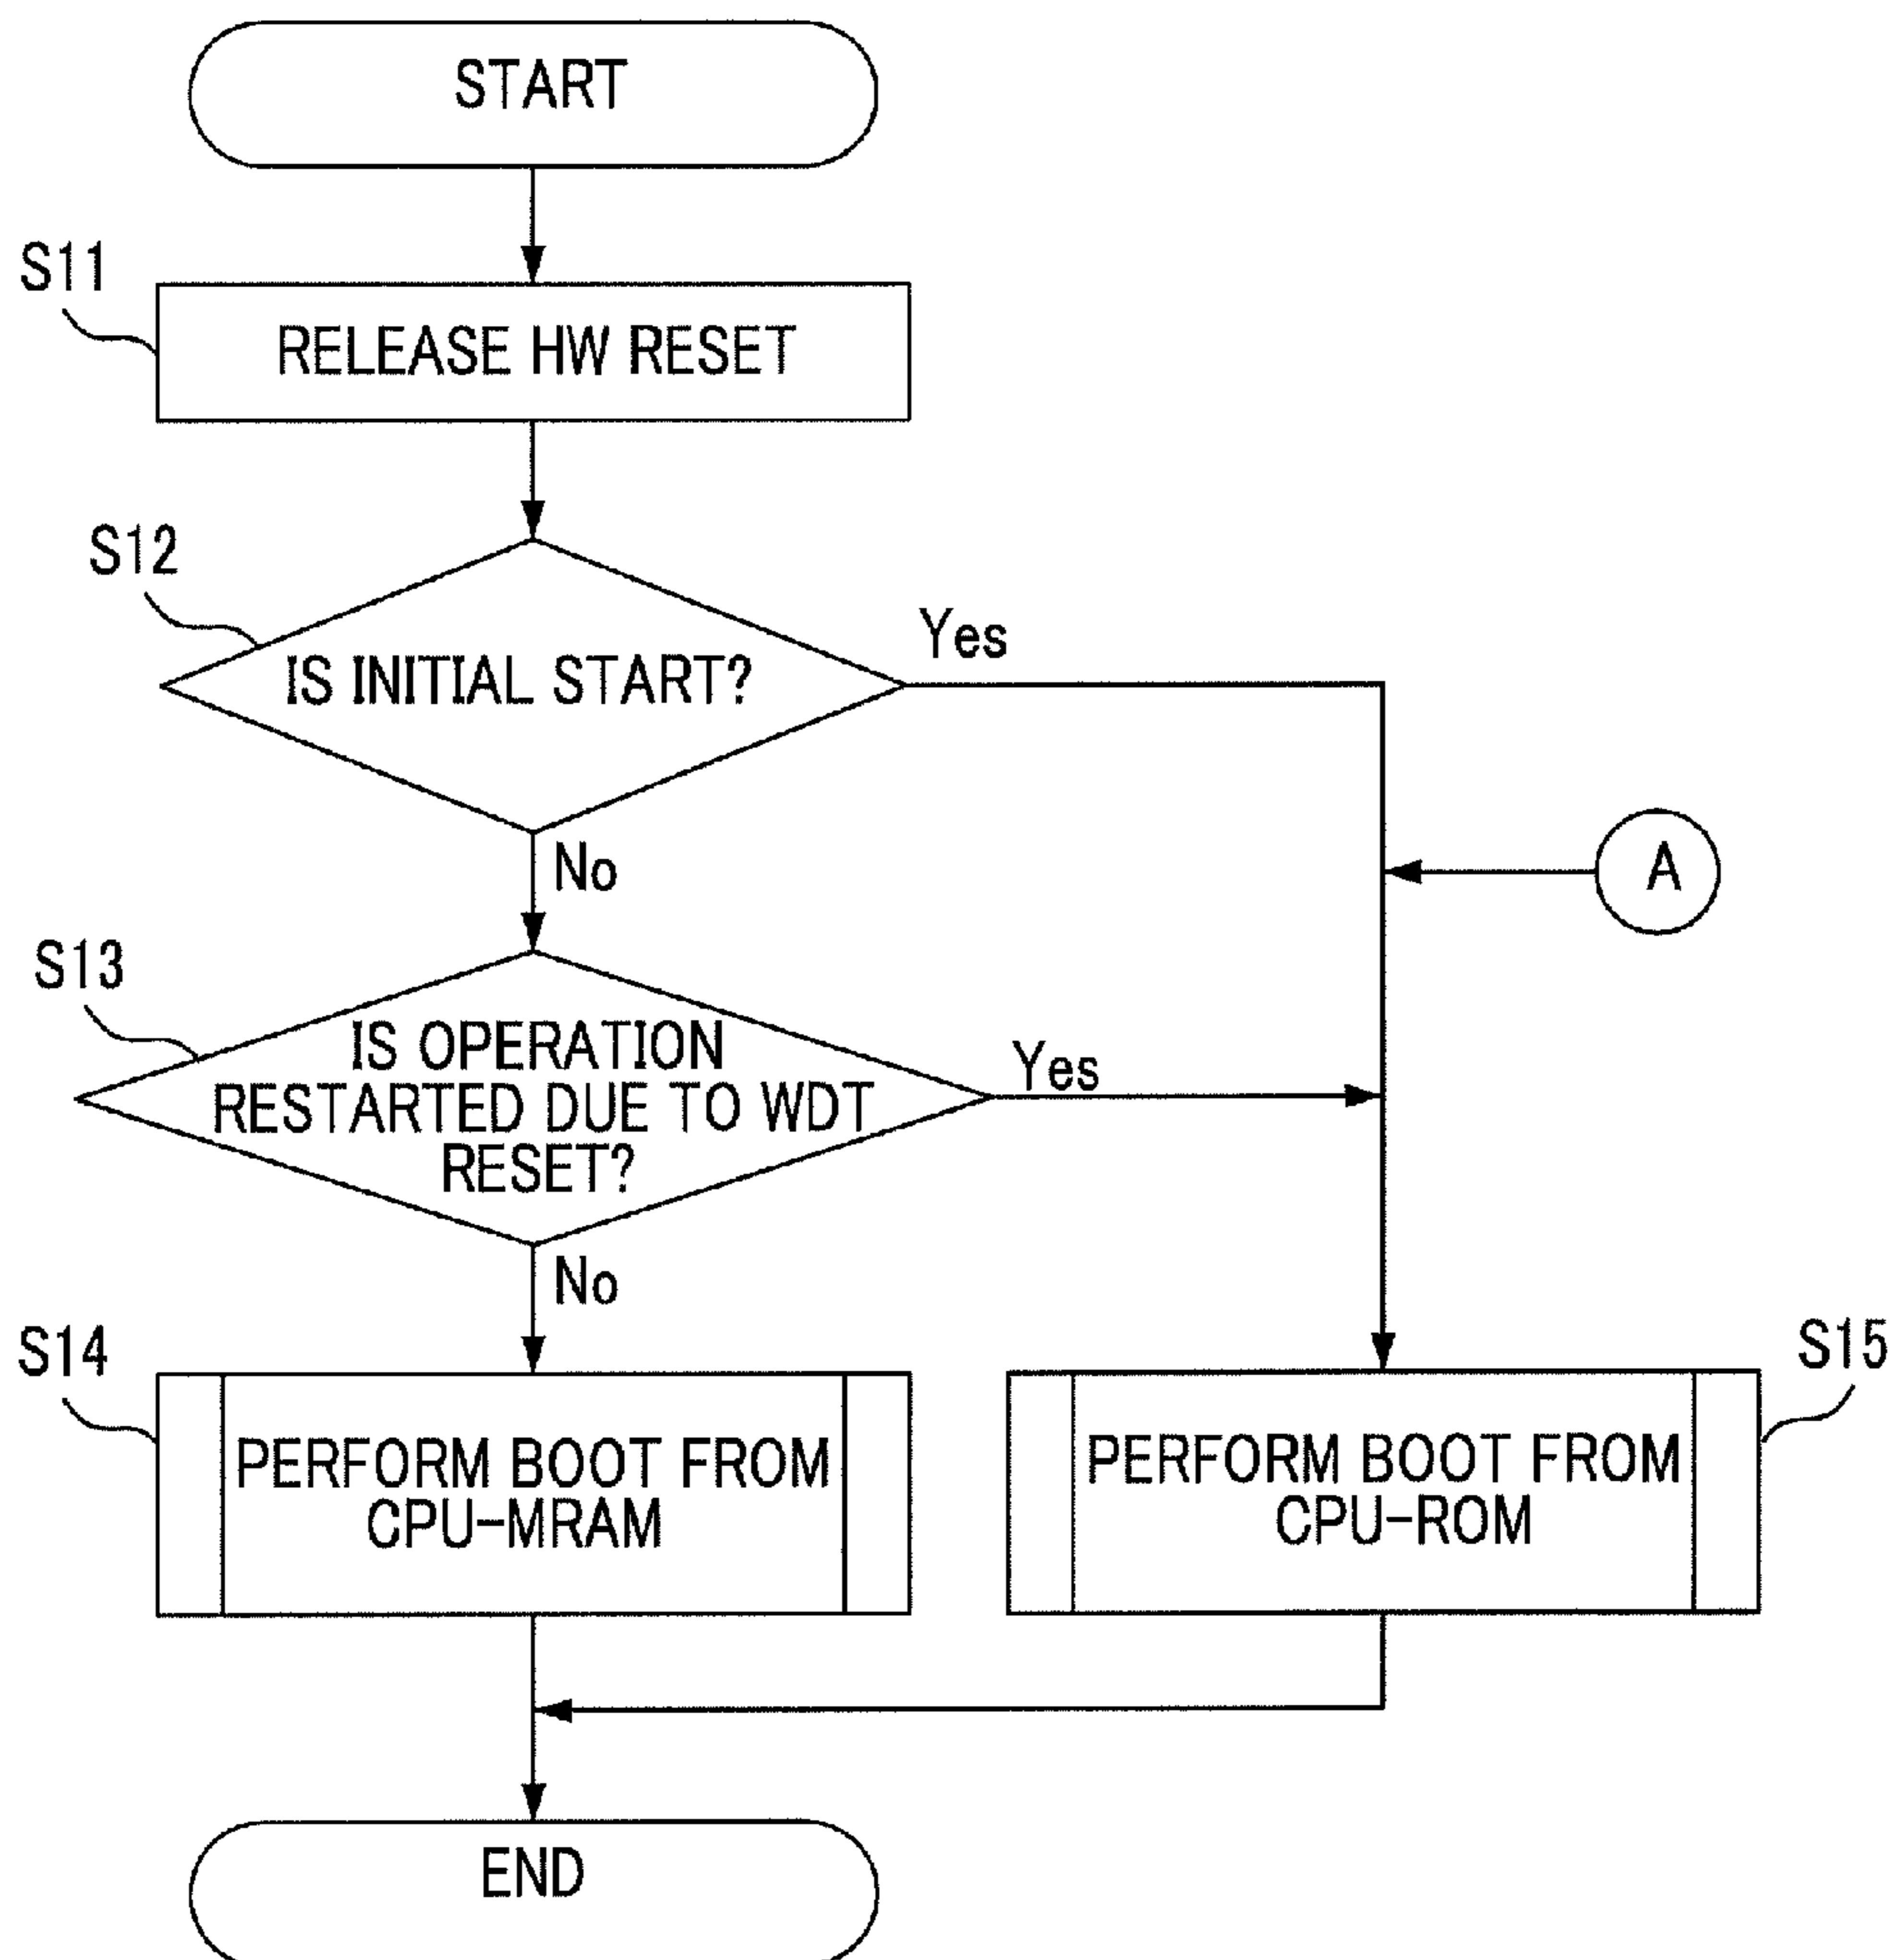 START
S11
RELEASE HW RESET
S12
IS INITIAL START?
Yes
No
A
S13
IS OPERATION
RESTARTED DUE TO WDT
RESET?
Yes
No
S14
PERFORM BOOT FROM
CPU-MRAM
S15
PERFORM BOOT FROM
CPU-ROM
END